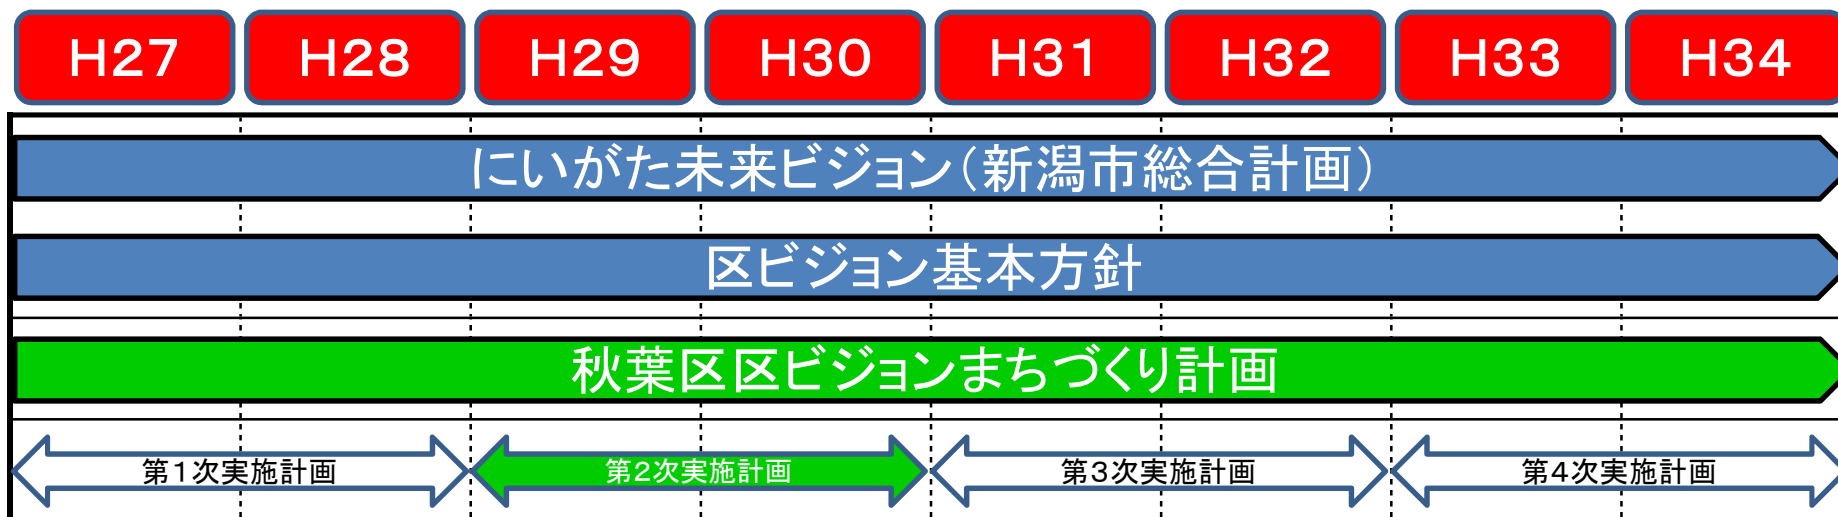 H27 H28 H29 H30 H31 H32 H33 H34
にいがた未来ビジョン(新潟市総合計画)
区ビジョン基本方針
秋葉区区ビジョンまちづくり計画
第1次実施計画 第2次実施計画 第3次実施計画 第4次実施計画